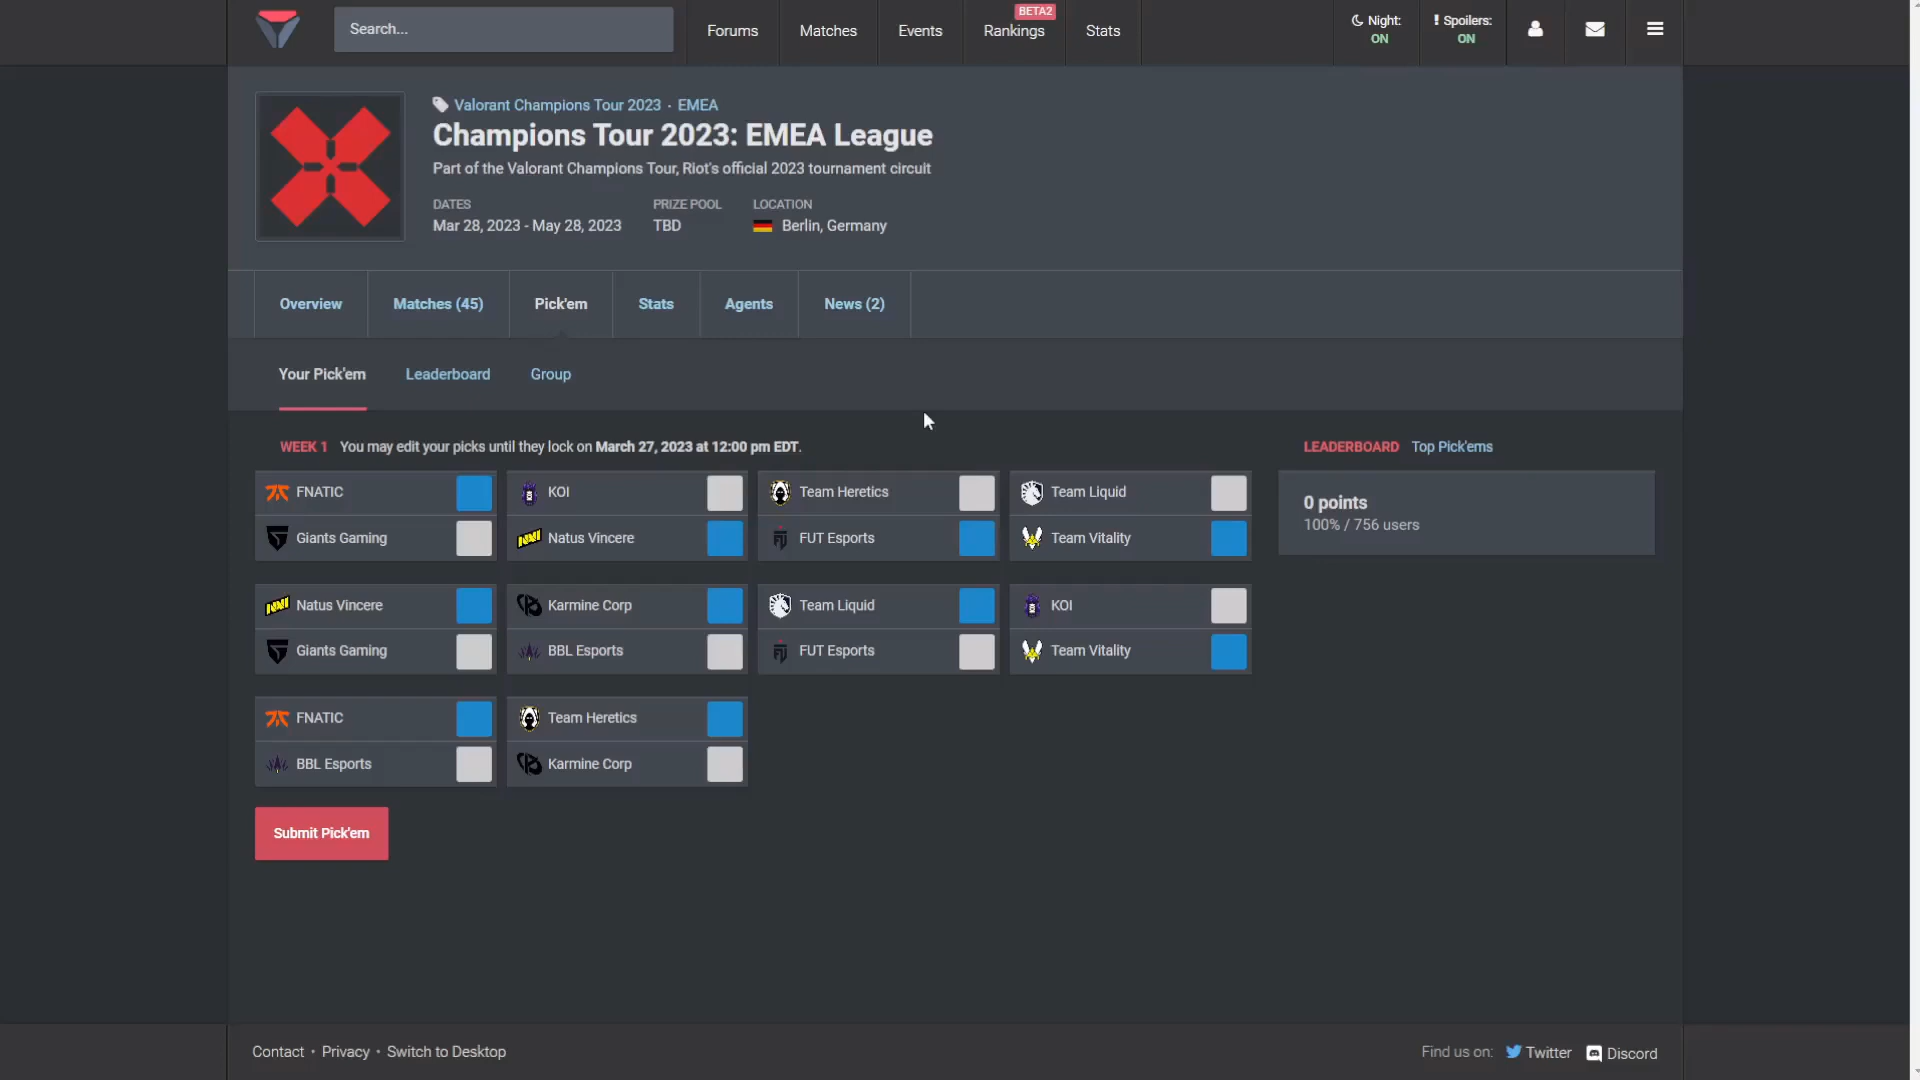 Search...
Forums
Matches
Events
BETA2
Rankings
Stats
Night:
ON
Spoilers:
ON
Valorant Champions Tour 2023 · EMEA
Champions Tour 2023: EMEA League
Part of the Valorant Champions Tour, Riot's official 2023 tournament circuit
DATES
Mar 28, 2023 - May 28, 2023
PRIZE POOL
TBD
LOCATION
Berlin, Germany
Overview
Matches (45)
Pick'em
Stats
Agents
News (2)
Your Pick'em
Leaderboard
Group
WEEK 1 You may edit your picks until they lock on March 27, 2023 at 12:00 pm EDT.
FNATIC
Giants Gaming
KOI
Natus Vincere
Team Heretics
FUT Esports
Team Liquid
Team Vitality
Natus Vincere
Giants Gaming
Karmine Corp
BBL Esports
Team Liquid
FUT Esports
KOI
Team Vitality
FNATIC
BBL Esports
Team Heretics
Karmine Corp
Submit Pick'em
LEADERBOARD Top Pick'ems
0 points
100% / 756 users
Contact • Privacy • Switch to Desktop
Find us on: Twitter Discord